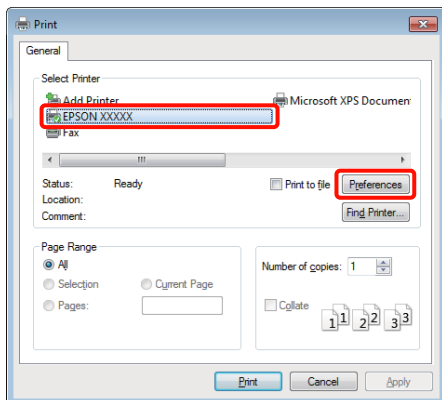 Print
General
Select Printer
Add Printer
Microsoft XPS Documen
EPSON XXXXX
Fax
Status: Ready
Print to file
Preferences
Location:
Comment:
Find Printer...
Page Range
All
Selection
Current Page
Pages:
Number of copies: 1
Collate
1 1 2 2 3 3
Print
Cancel
Apply